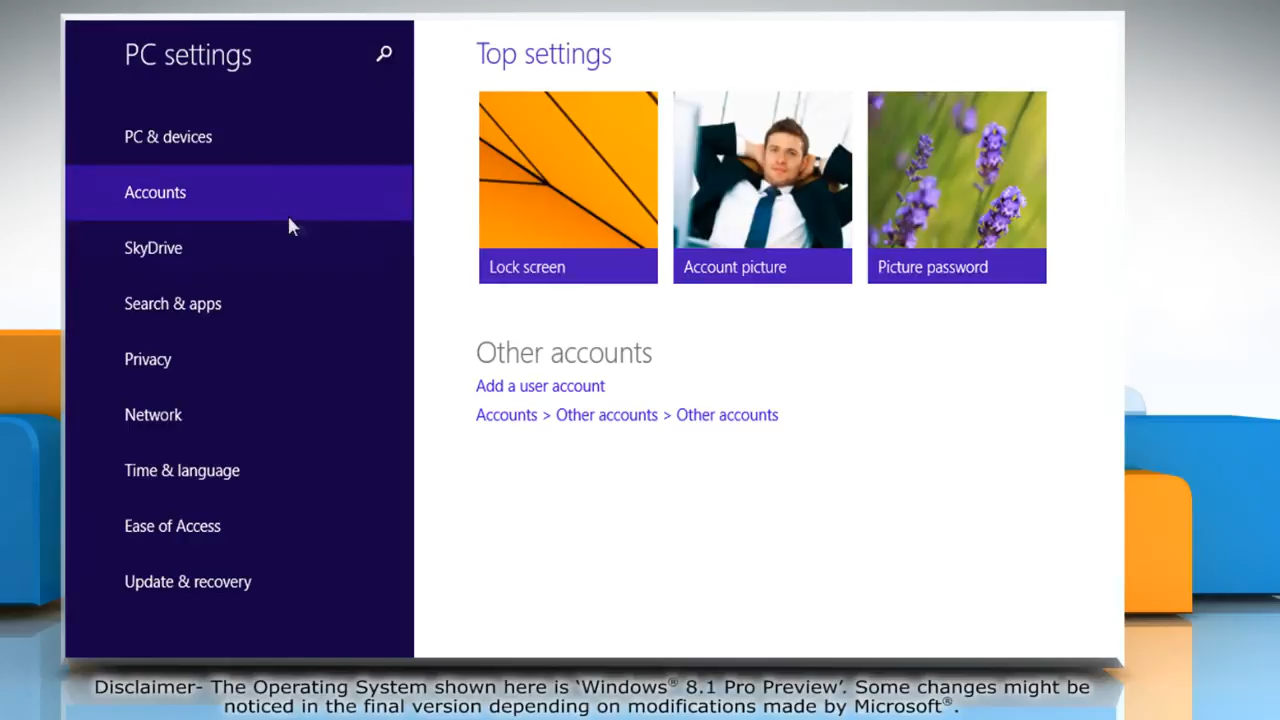 PC settings
PC & devices
Accounts
SkyDrive
Search & apps
Privacy
Network
Time & language
Ease of Access
Update & recovery
Top settings
Lock screen
Account picture
Picture password
Other accounts
Add a user account
Accounts > Other accounts > Other accounts
Disclaimer- The Operating System shown here is ‘Windows® 8.1 Pro Preview’. Some changes might be
noticed in the final version depending on modifications made by Microsoft®.